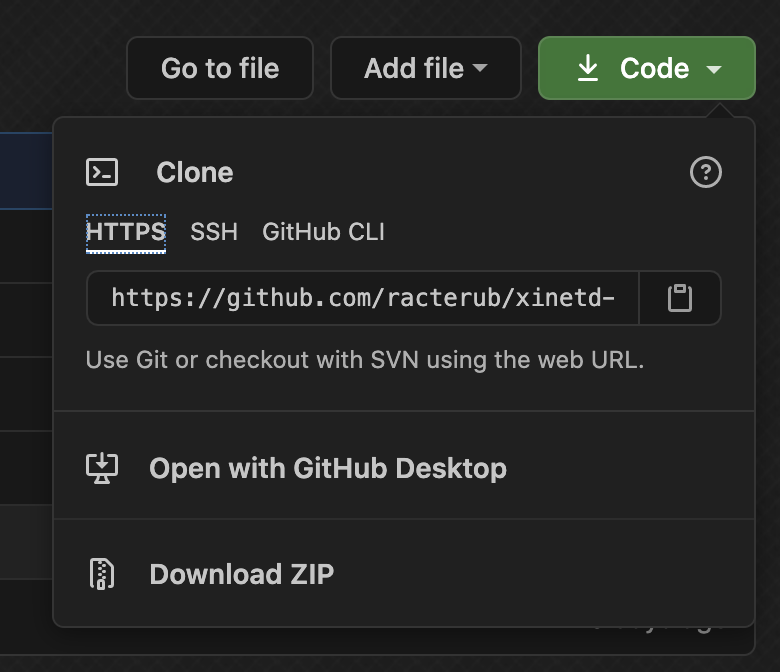 Go to file
Add file
Code
Clone
HTTPS SSH GitHub CLI
https://github.com/racterub/xinetd-
Use Git or checkout with SVN using the web URL.
Open with GitHub Desktop
Download ZIP